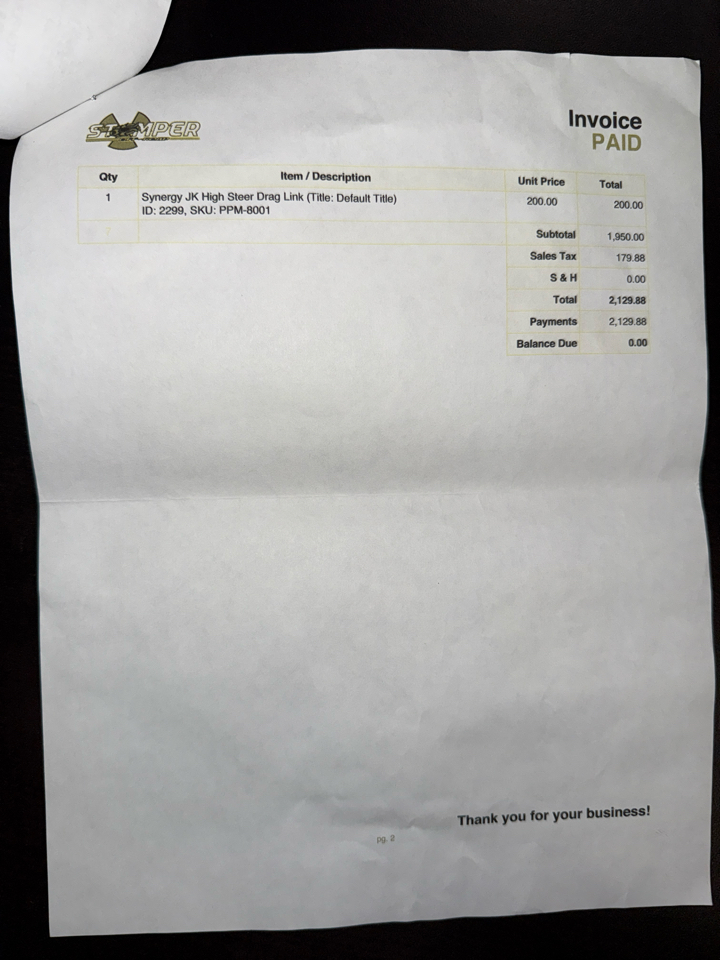 STOMPER
Invoice
PAID
Qty Item / Description Unit Price Total
1 Synergy JK High Steer Drag Link (Title: Default Title) 200.00 200.00
ID: 2299, SKU: PPM-8001
Subtotal 1,950.00
Sales Tax 179.88
S & H 0.00
Total 2,129.88
Payments 2,129.88
Balance Due 0.00
Thank you for your business!
pg. 2